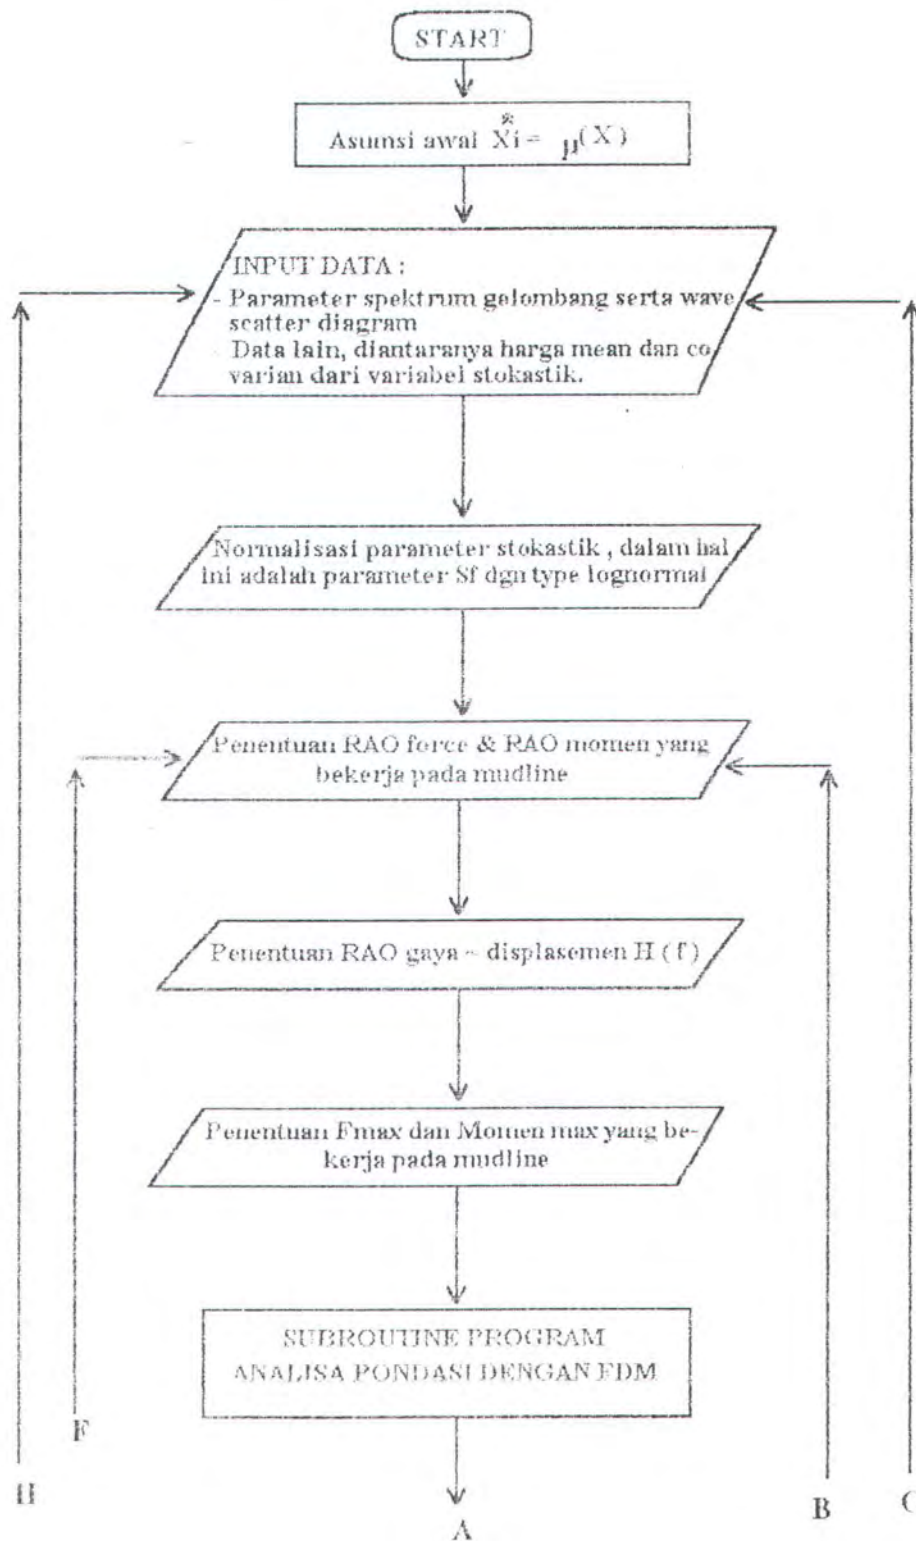 START
Asumsi awal X̊i = μ(X)
INPUT DATA :
- Parameter spektrum gelombang serta wave
scatter diagram
- Data lain, diantaranya harga mean dan co
varian dari variabel stokastik.
Normalisasi parameter stokastik , dalam hal
ini adalah parameter Sf dgn type lognormal
Penentuan RAO force & RAO momen yang
bekerja pada mudline
Penentuan RAO gaya - displasemen H ( f )
Penentuan Fmax dan Momen max yang be-
kerja pada mudline
SUBROUTINE PROGRAM
ANALISA PONDASI DENGAN FDM
F
B
A